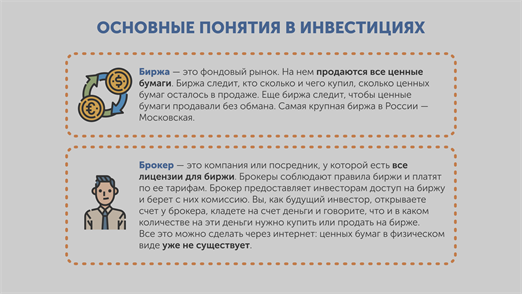 ОСНОВНЫЕ ПОНЯТИЯ В ИНВЕСТИЦИЯХ
Биржа — это фондовый рынок. На нем продаются все ценные
бумаги. Биржа следит, кто сколько и чего купил, сколько ценных
бумаг осталось в продаже. Еще биржа следит, чтобы ценные
бумаги продавали без обмана. Самая крупная биржа в России —
Московская.
Брокер — это компания или посредник, у которой есть все
лицензии для биржи. Брокеры соблюдают правила биржи и платят
по ее тарифам. Брокер предоставляет инвесторам доступ на биржу
и берет с них комиссию. Вы, как будущий инвестор, открываете
счет у брокера, кладете на счет деньги и говорите, что и в каком
количестве на эти деньги нужно купить или продать на бирже.
Все это можно сделать через интернет: ценных бумаг в физическом
виде уже не существует.